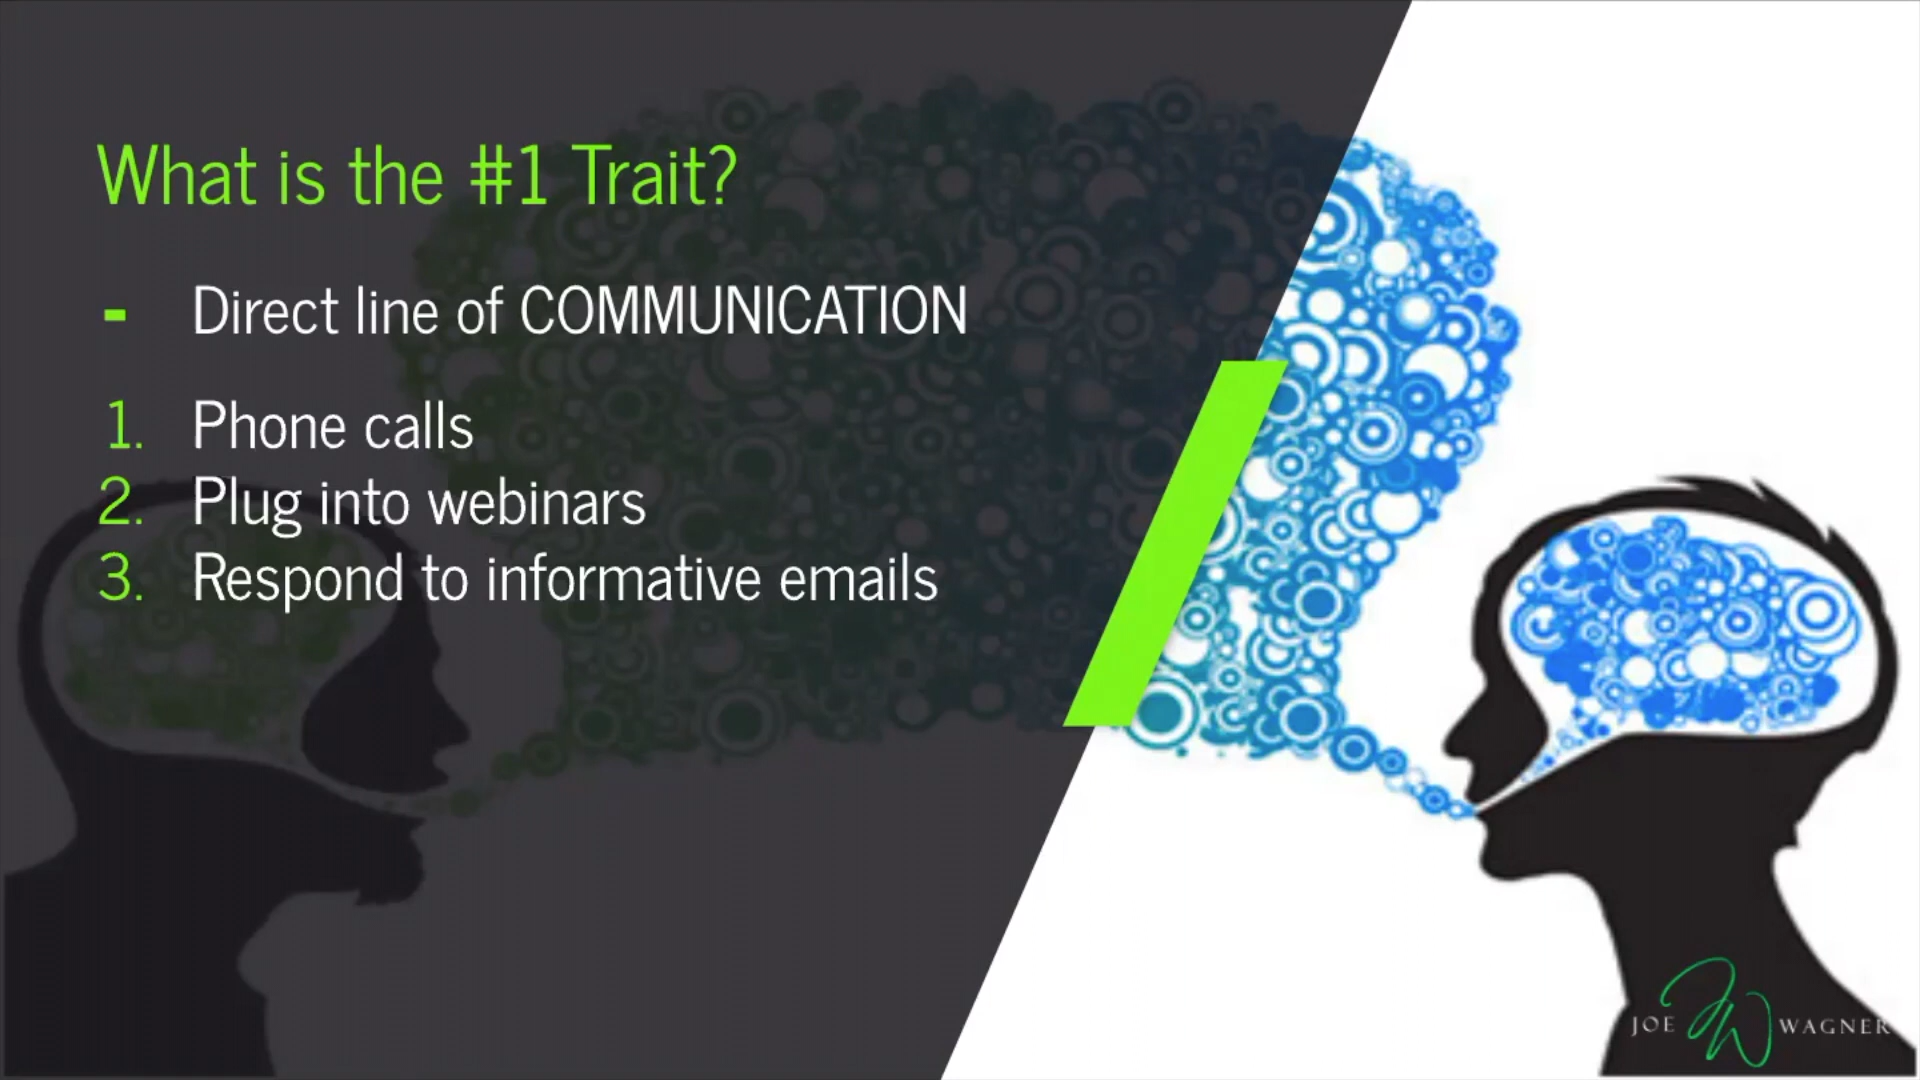 What is the #1 Trait?
- Direct line of COMMUNICATION
1. Phone calls
2. Plug into webinars
3. Respond to informative emails
JOE JW WAGNER